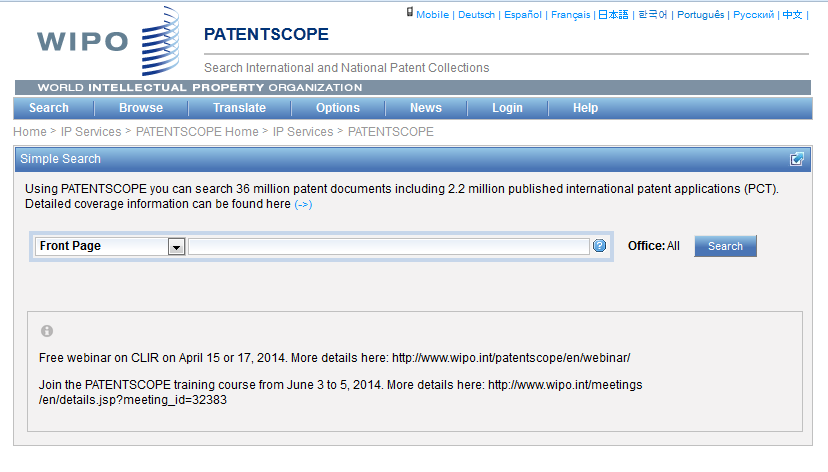 Mobile | Deutsch | Español | Français | 日本語 | 한국어 | Português | Русский | 中文 |
WIPO
PATENTSCOPE
Search International and National Patent Collections
WORLD INTELLECTUAL PROPERTY ORGANIZATION
Search Browse Translate Options News Login Help
Home > IP Services > PATENTSCOPE Home > IP Services > PATENTSCOPE
Simple Search
Using PATENTSCOPE you can search 36 million patent documents including 2.2 million published international patent applications (PCT).
Detailed coverage information can be found here (->)
Front Page ? Office: All Search
i
Free webinar on CLIR on April 15 or 17, 2014. More details here: http://www.wipo.int/patentscope/en/webinar/
Join the PATENTSCOPE training course from June 3 to 5, 2014. More details here: http://www.wipo.int/meetings
/en/details.jsp?meeting_id=32383